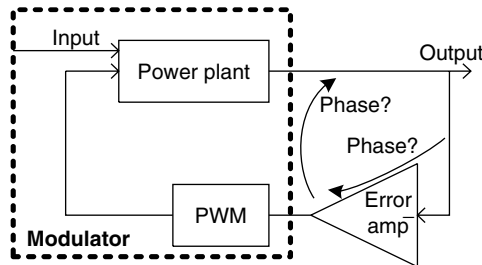 Input
Output
Power plant
Phase?
Phase?
PWM
Error
amp
Modulator